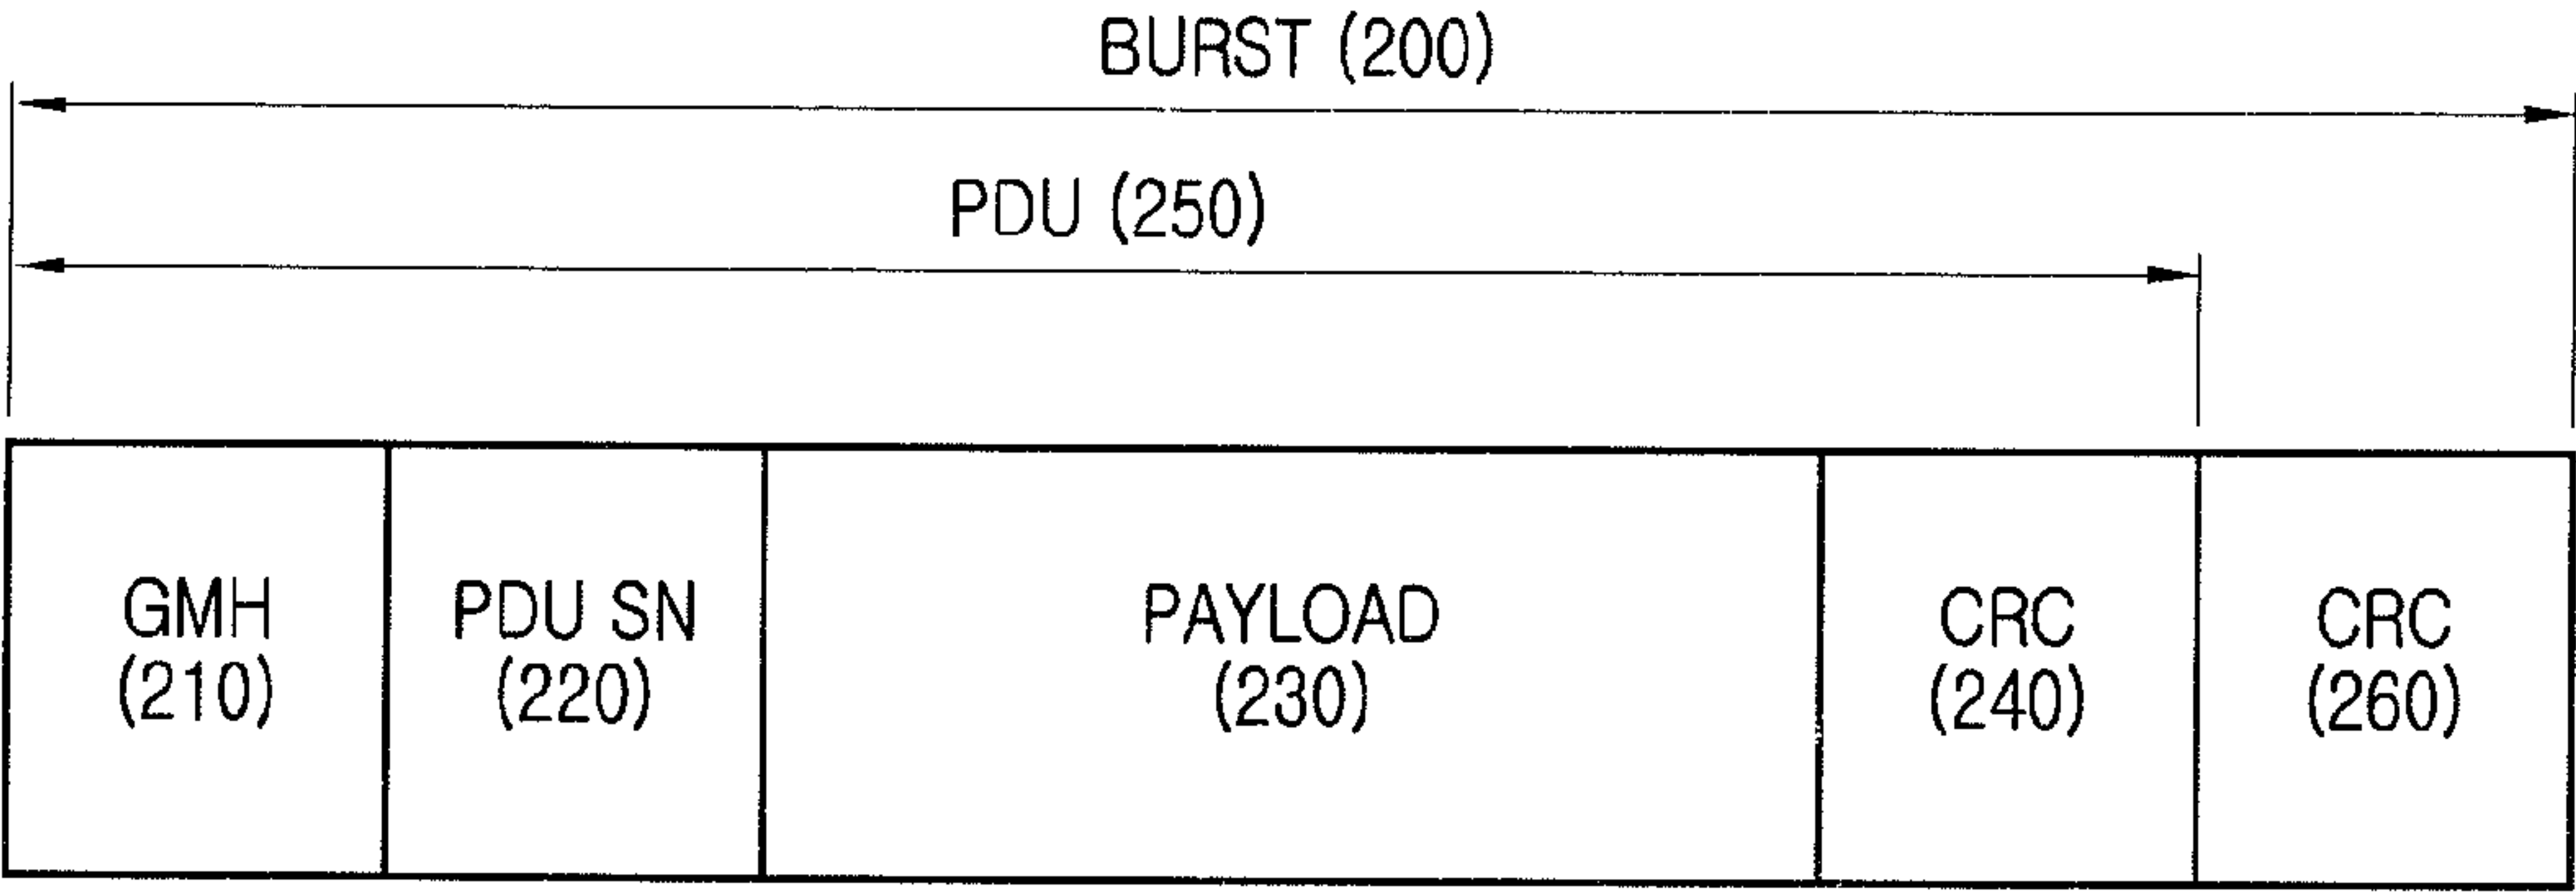 BURST (200)
PDU (250)
GMH
(210)
PDU SN
(220)
PAYLOAD
(230)
CRC
(240)
CRC
(260)